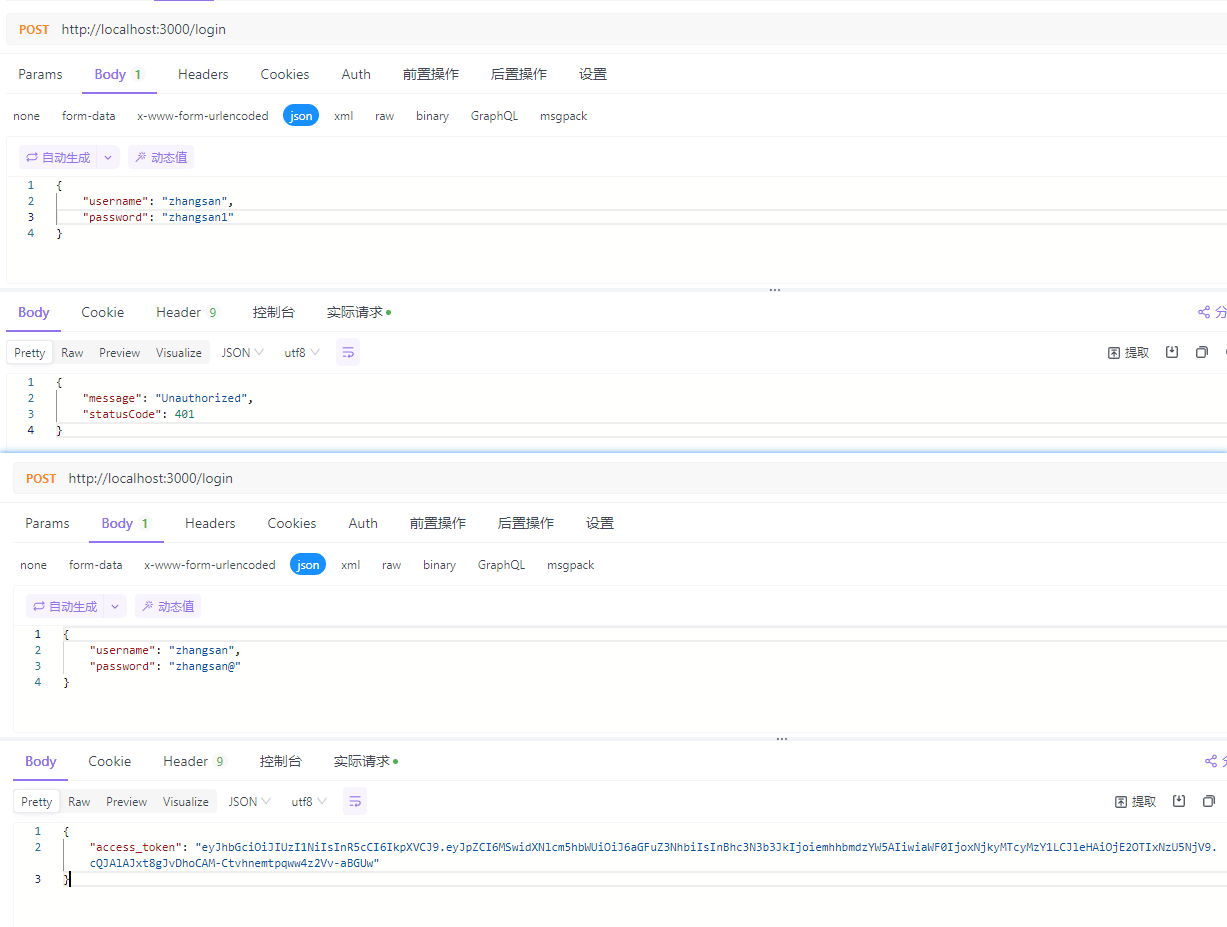 POST http://localhost:3000/login
Params Body 1 Headers Cookies Auth 前置操作 后置操作 设置
none form-data x-www-form-urlencoded json xml raw binary GraphQL msgpack
自动生成 动态值
1 {
2 "username": "zhangsan",
3 "password": "zhangsan1"
4 }
Body Cookie Header 9 控制台 实际请求 分
Pretty Raw Preview Visualize JSON utf8 提取
1 {
2 "message": "Unauthorized",
3 "statusCode": 401
4 }
POST http://localhost:3000/login
Params Body 1 Headers Cookies Auth 前置操作 后置操作 设置
none form-data x-www-form-urlencoded json xml raw binary GraphQL msgpack
自动生成 动态值
1 {
2 "username": "zhangsan",
3 "password": "zhangsan@"
4 }
Body Cookie Header 9 控制台 实际请求
Pretty Raw Preview Visualize JSON utf8 提取
1 {
2 "access_token": "eyJhbGciOiJIUzI1NiIsInR5cCI6IkpXVCJ9.eyJpZCI6MSwidXNlcm5hbWUiOiJ6aGFuZ3NhbiIsInBhc3N3b3JkIjoiemhhbmdzYW5AIiwiaWF0IjoxNjkyMTcyMzY1LCJleHAiOjE2OTIxNzU5NjV9.
cQJAlAJxt8gJvDhoCAM-Ctvhnemtpqww4z2Vv-aBGUw"
3 }